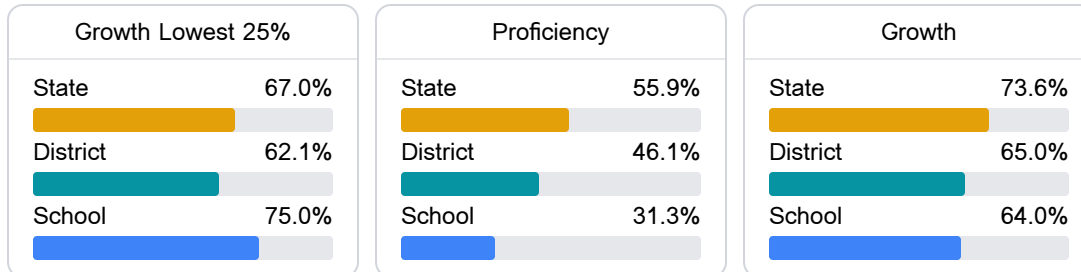 Growth Lowest 25%
State 67.0%
District 62.1%
School 75.0%
Proficiency
State 55.9%
District 46.1%
School 31.3%
Growth
State 73.6%
District 65.0%
School 64.0%